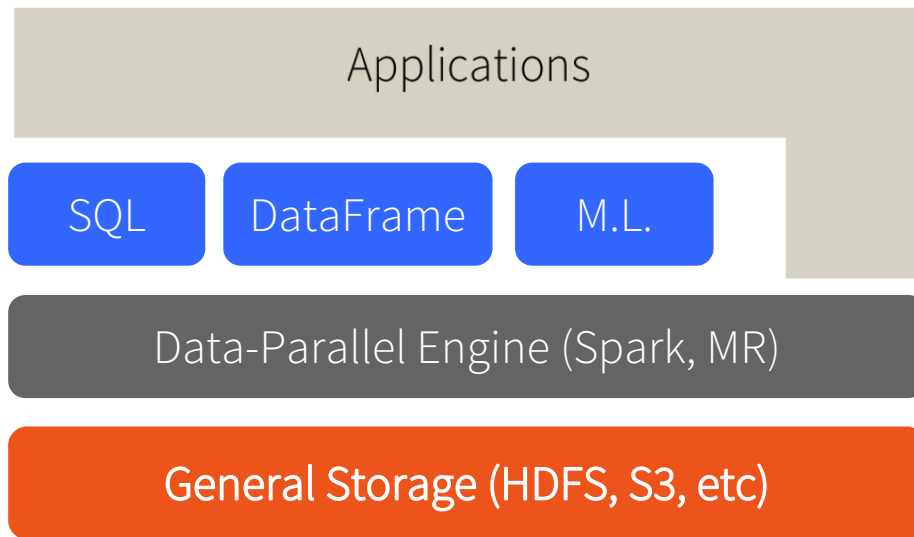 Applications
SQL
DataFrame
M.L.
Data-Parallel Engine (Spark, MR)
General Storage (HDFS, S3, etc)